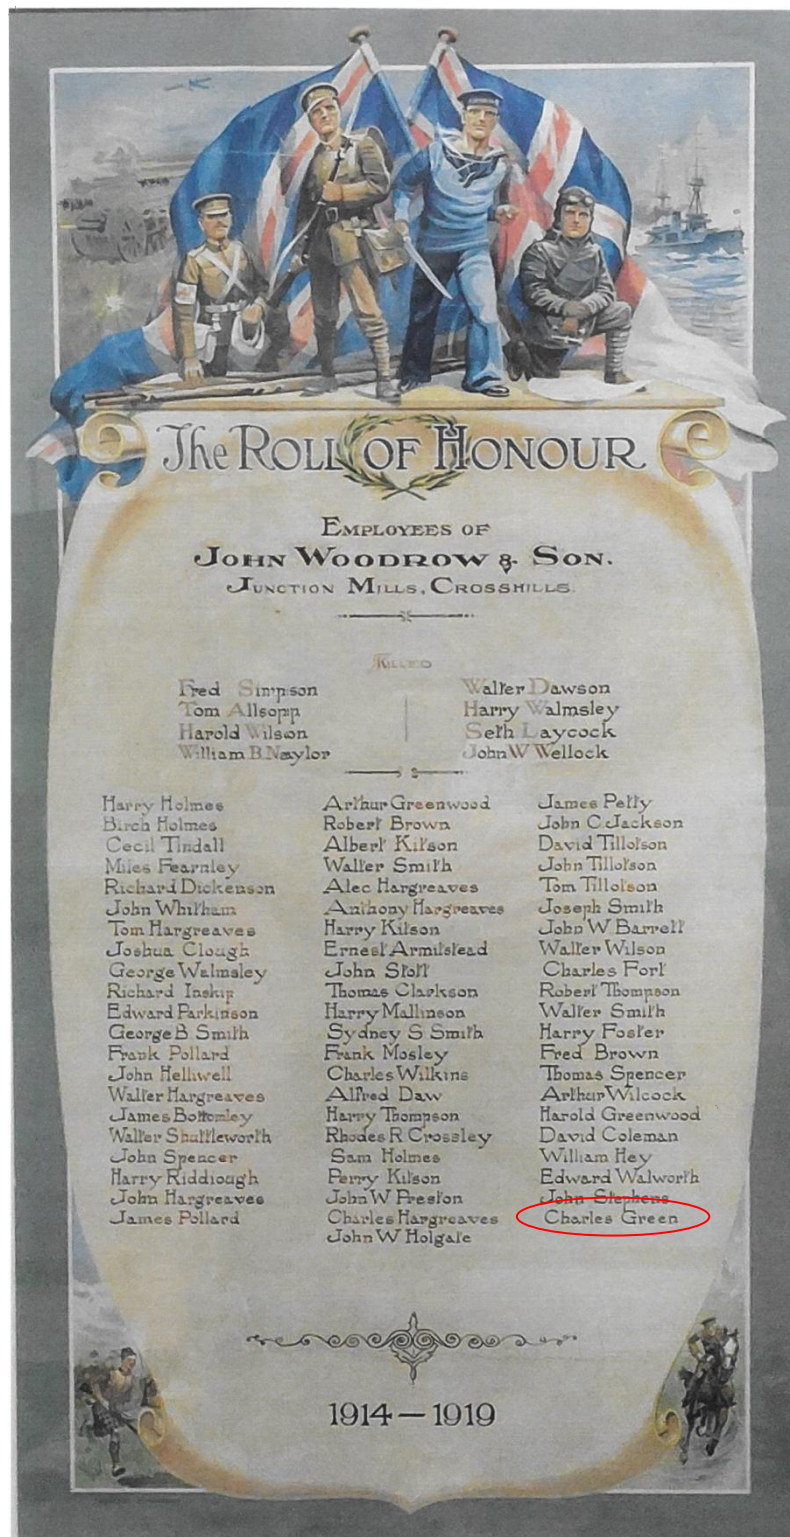 The Roll of Honour
Employees of
John Woodrow & Son.
Junction Mills, Crosshills.
Killed
Fred Simpson
Tom Allsopp
Harold Wilson
William B. Naylor
Walter Dawson
Harry Walmsley
Seth Laycock
John W Wellock
Harry Holmes
Birch Holmes
Cecil Tindall
Miles Fearnley
Richard Dickenson
John Whitham
Tom Hargreaves
Joshua Clough
George Walmsley
Richard Inskip
Edward Parkinson
George B Smith
Frank Pollard
John Helliwell
Walter Hargreaves
James Bottomley
Walter Shuttleworth
John Spencer
Harry Riddiough
John Hargreaves
James Pollard
Arthur Greenwood
Robert Brown
Albert Kitson
Walter Smith
Alec Hargreaves
Anthony Hargreaves
Harry Kitson
Ernest Armitstead
John Stott
Thomas Clarkson
Harry Mallinson
Sydney S Smith
Frank Mosley
Charles Wilkins
Alfred Daw
Harry Thompson
Rhodes R Crossley
Sam Holmes
Perry Kitson
John W Preston
Charles Hargreaves
John W Holgate
James Petty
John C Jackson
David Tillotson
John Tillotson
Tom Tillotson
Joseph Smith
John W Barrett
Walter Wilson
Charles Fort
Robert Thompson
Walter Smith
Harry Foster
Fred Brown
Thomas Spencer
Arthur Wilcock
Harold Greenwood
David Coleman
William Hey
Edward Walworth
John Stephens
Charles Green
1914 — 1919